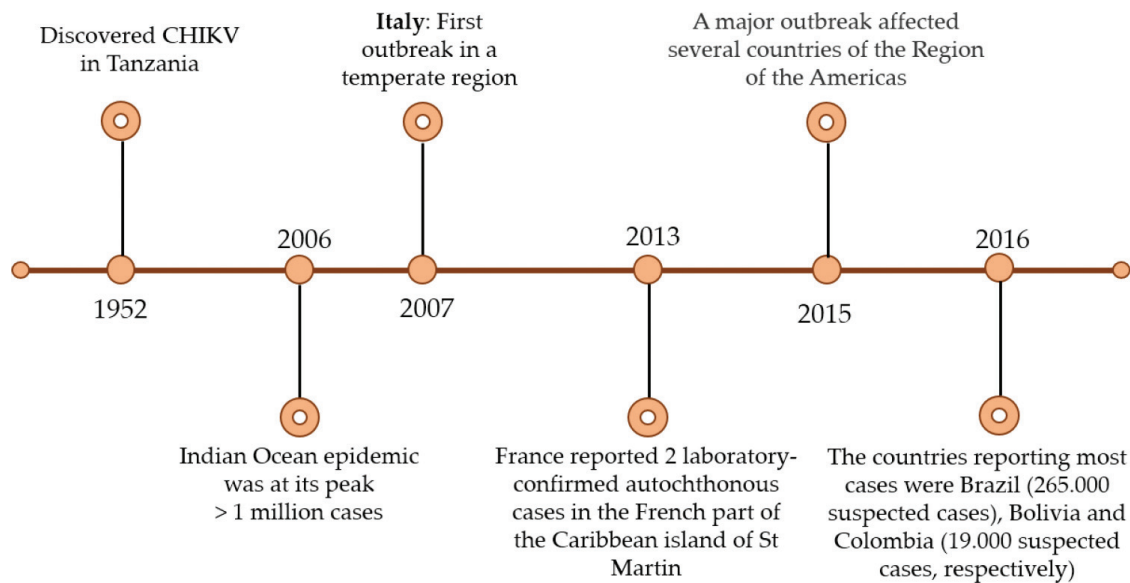 Discovered CHIKV
in Tanzania
1952
2006
Indian Ocean epidemic
was at its peak
> 1 million cases
Italy: First
outbreak in a
temperate region
2007
2013
France reported 2 laboratory-
confirmed autochthonous
cases in the French part of
the Caribbean island of St
Martin
A major outbreak affected
several countries of the Region
of the Americas
2015
2016
The countries reporting most
cases were Brazil (265.000
suspected cases), Bolivia and
Colombia (19.000 suspected
cases, respectively)